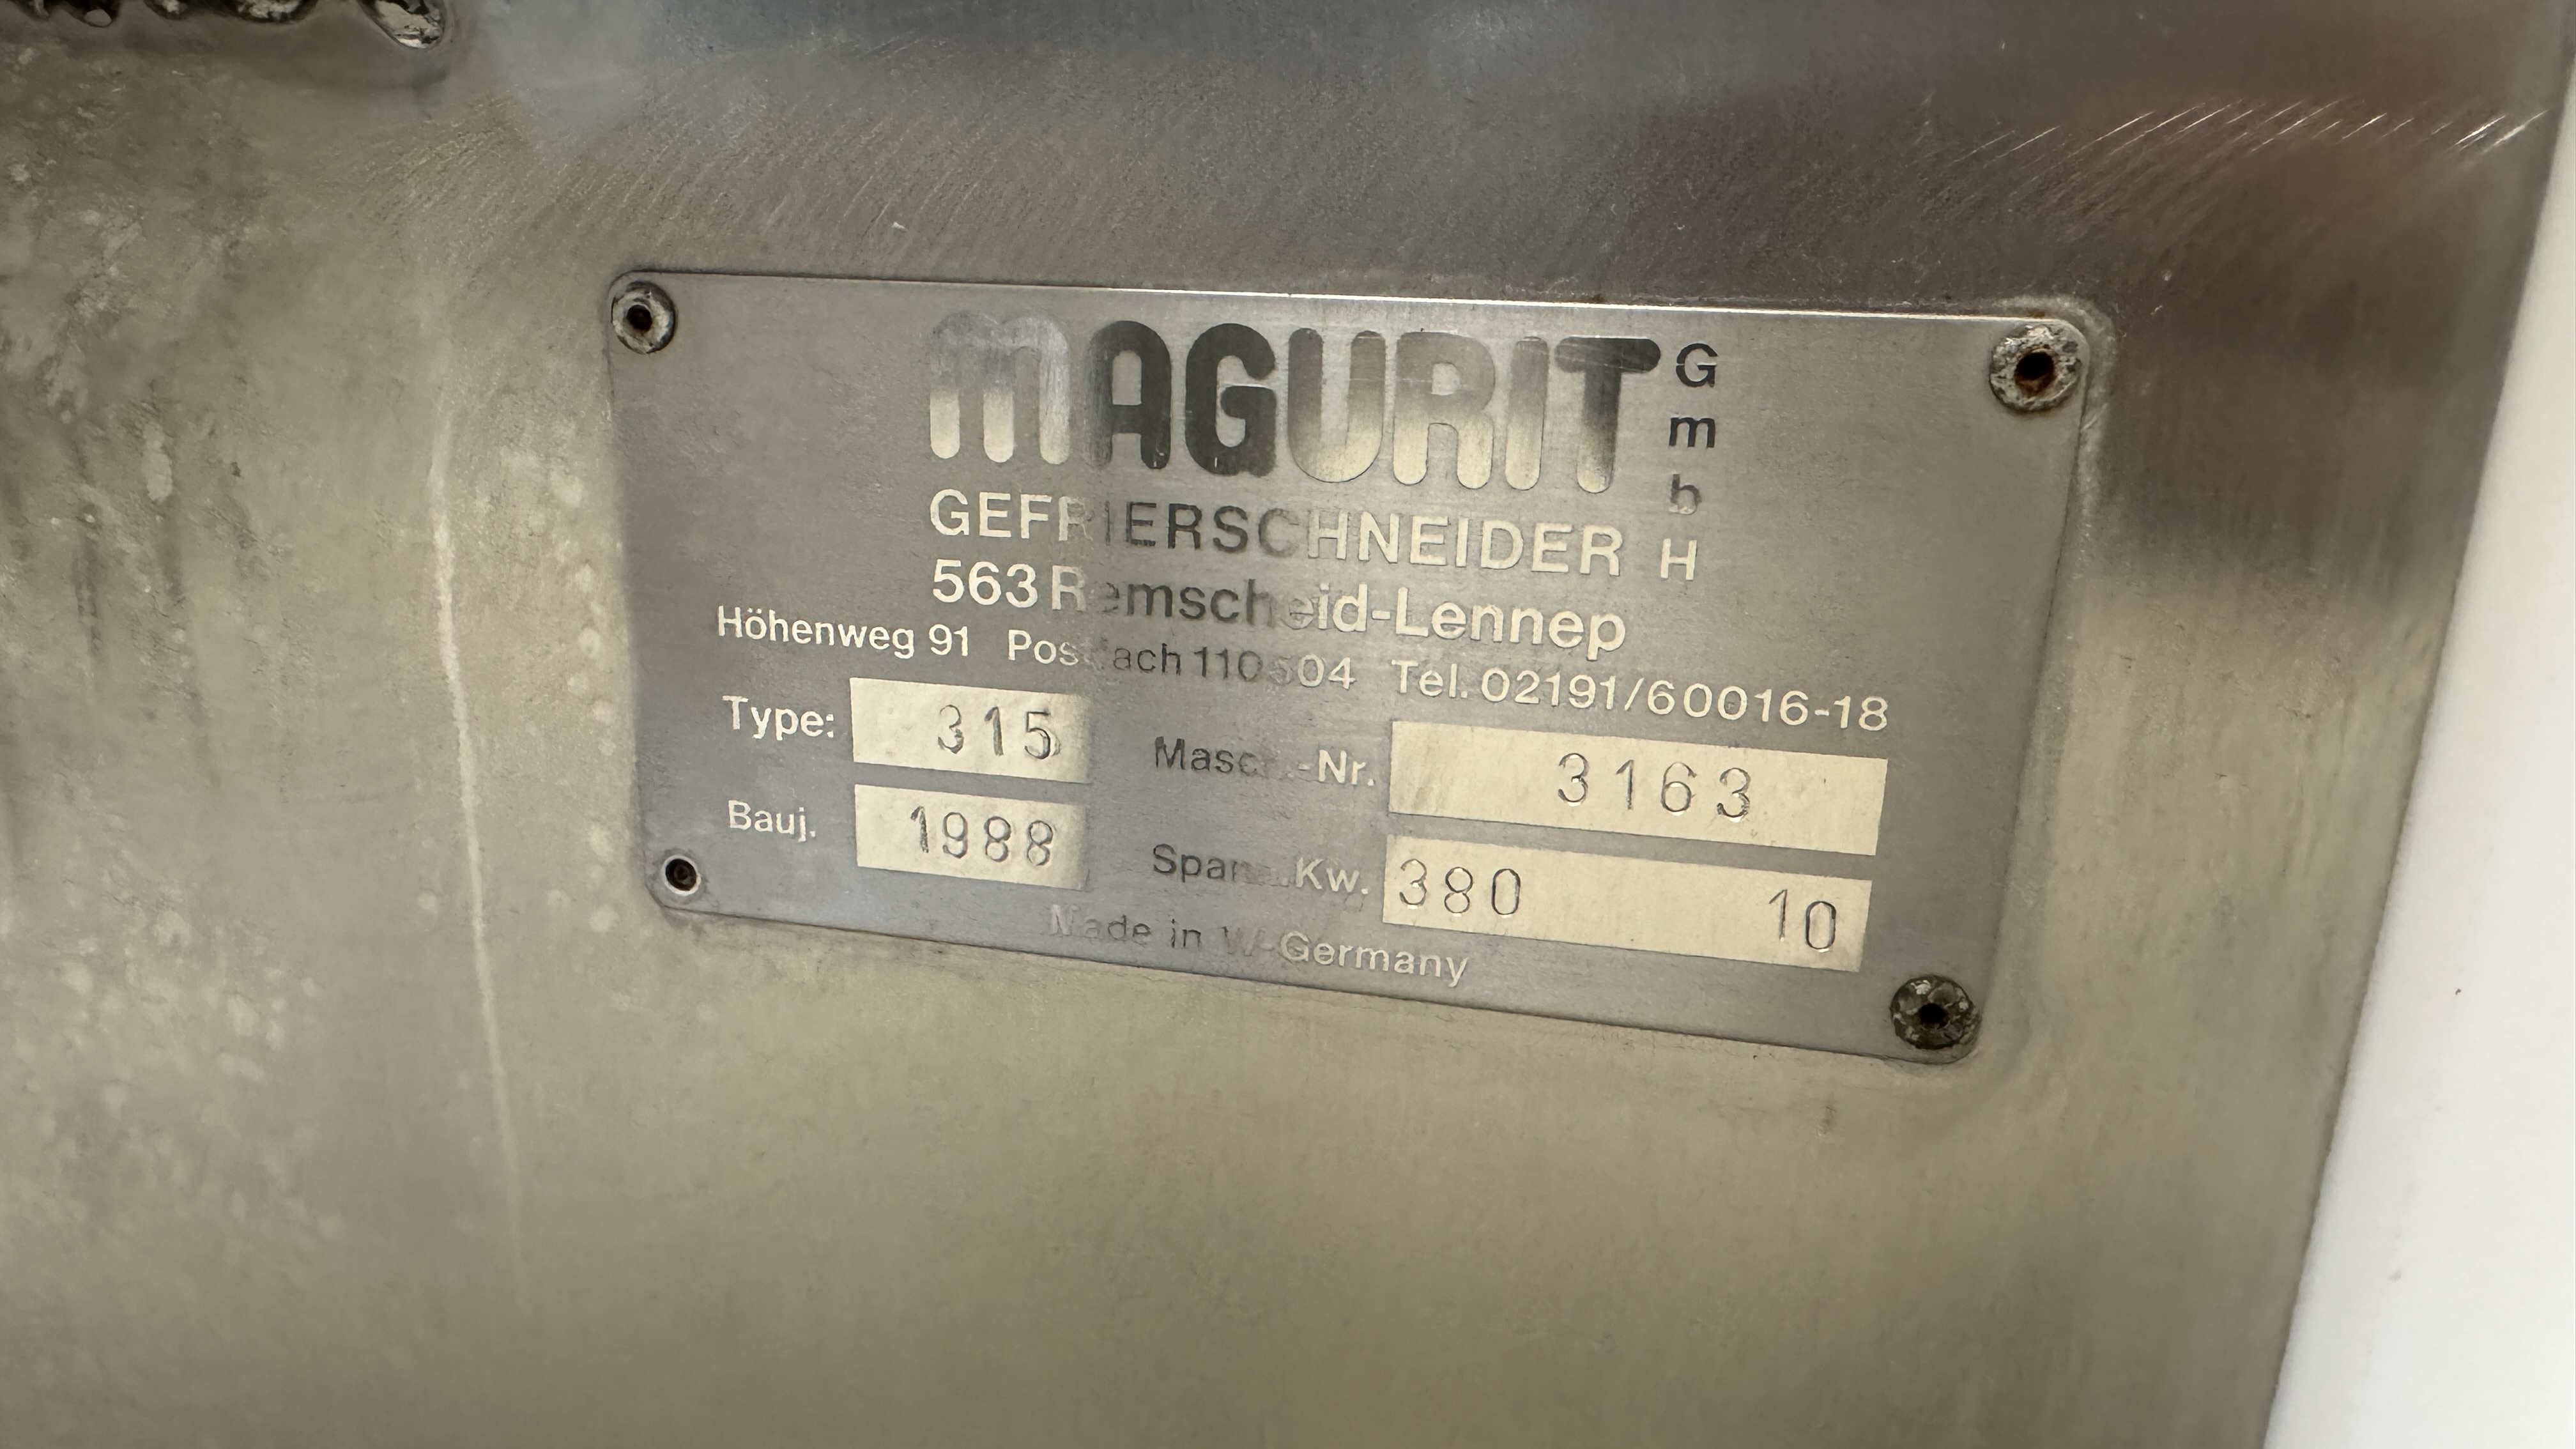 MAGURIT GmbH
GEFRIERSCHNEIDER
563 Remscheid-Lennep
Höhenweg 91 Postfach 110504 Tel. 02191/60016-18
Type: 315 Masch.-Nr. 3163
Bauj. 1988 Spann.Kw. 380 10
Made in W-Germany